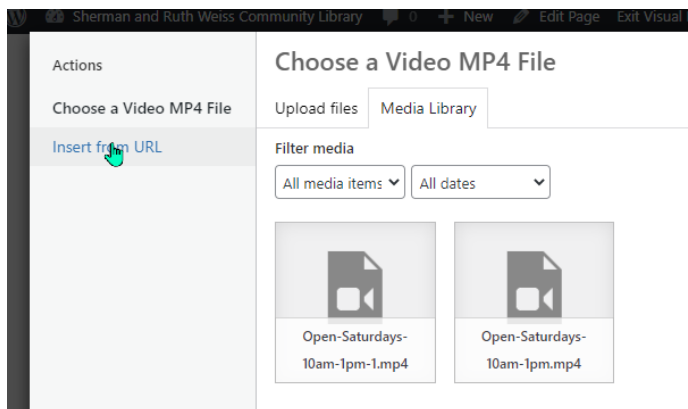 Sherman and Ruth Weiss Community Library 0 New Edit Page Exit Visual
Actions
Choose a Video MP4 File
Insert from URL
Choose a Video MP4 File
Upload files Media Library
Filter media
All media items All dates
Open-Saturdays-
10am-1pm-1.mp4
Open-Saturdays-
10am-1pm.mp4